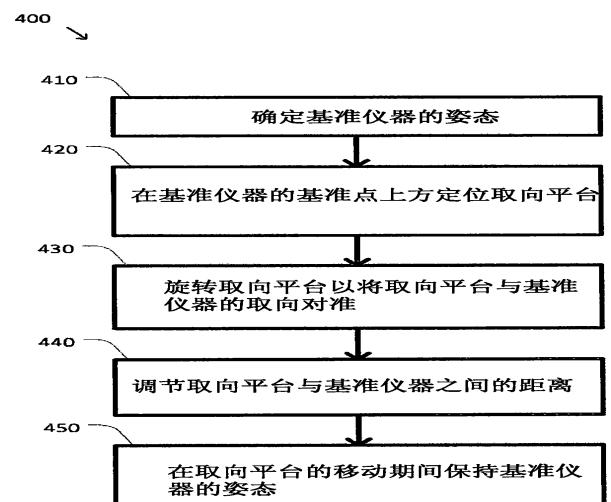 400
410
确定基准仪器的姿态
420
在基准仪器的基准点上方定位取向平台
430
旋转取向平台以将取向平台与基准
仪器的取向对准
440
调节取向平台与基准仪器之间的距离
450
在取向平台的移动期间保持基准仪
器的姿态